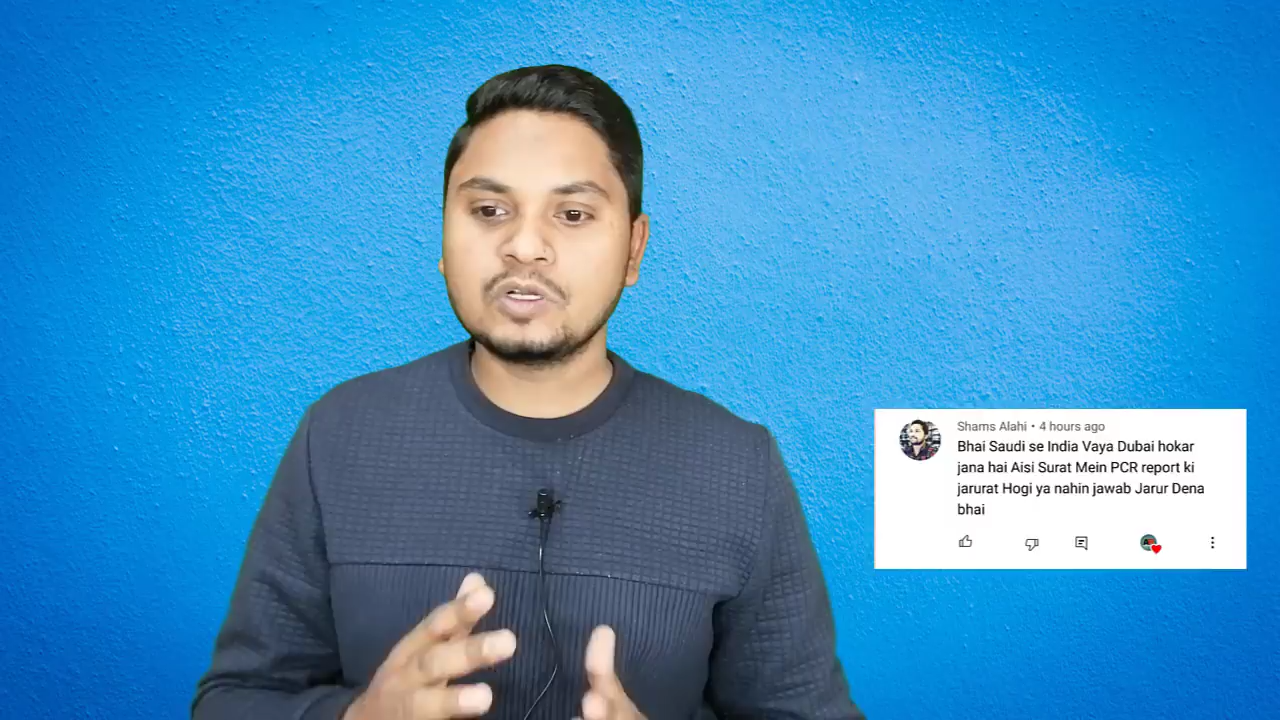 Shams Alahi • 4 hours ago
Bhai Saudi se India Vaya Dubai hokar
jana hai Aisi Surat Mein PCR report ki
jarurat Hogi ya nahin jawab Jarur Dena
bhai